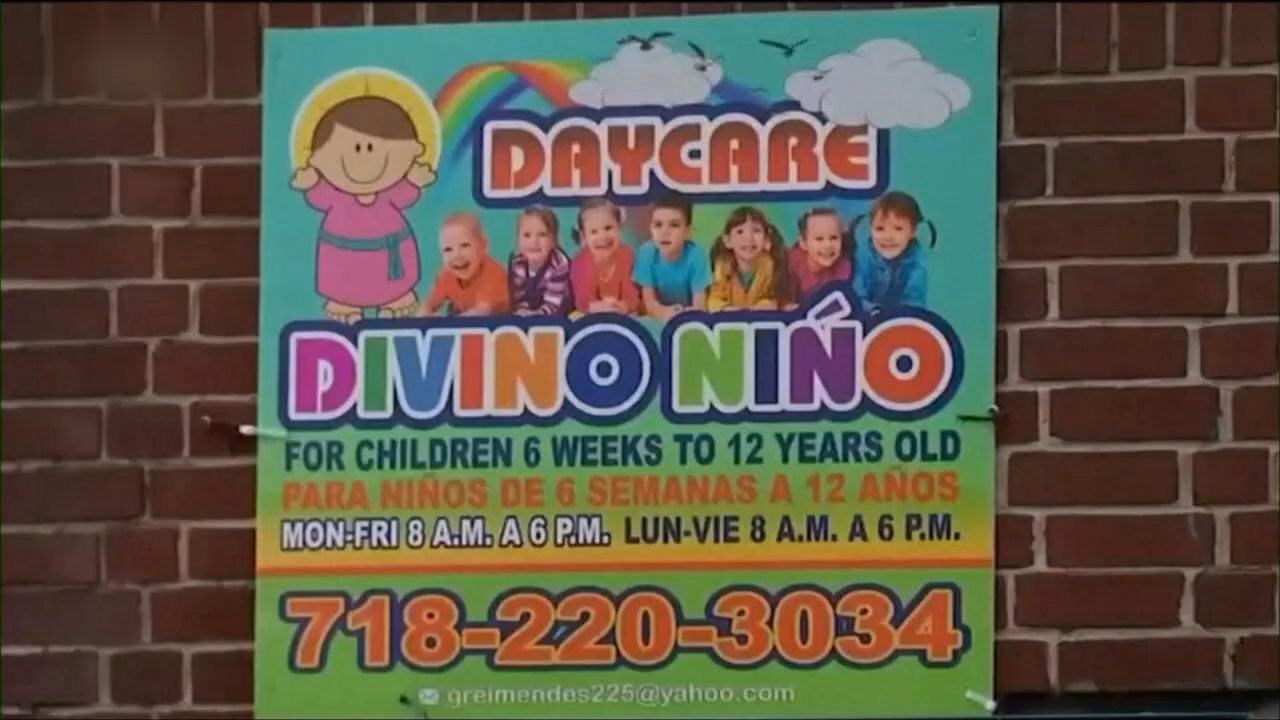 DAYCARE
DIVINO NIÑO
FOR CHILDREN 6 WEEKS TO 12 YEARS OLD
PARA NIÑOS DE 6 SEMANAS A 12 AÑOS
MON-FRI 8 A.M. A 6 P.M. LUN-VIE 8 A.M. A 6 P.M.
718-220-3034
greimendes225@yahoo.com